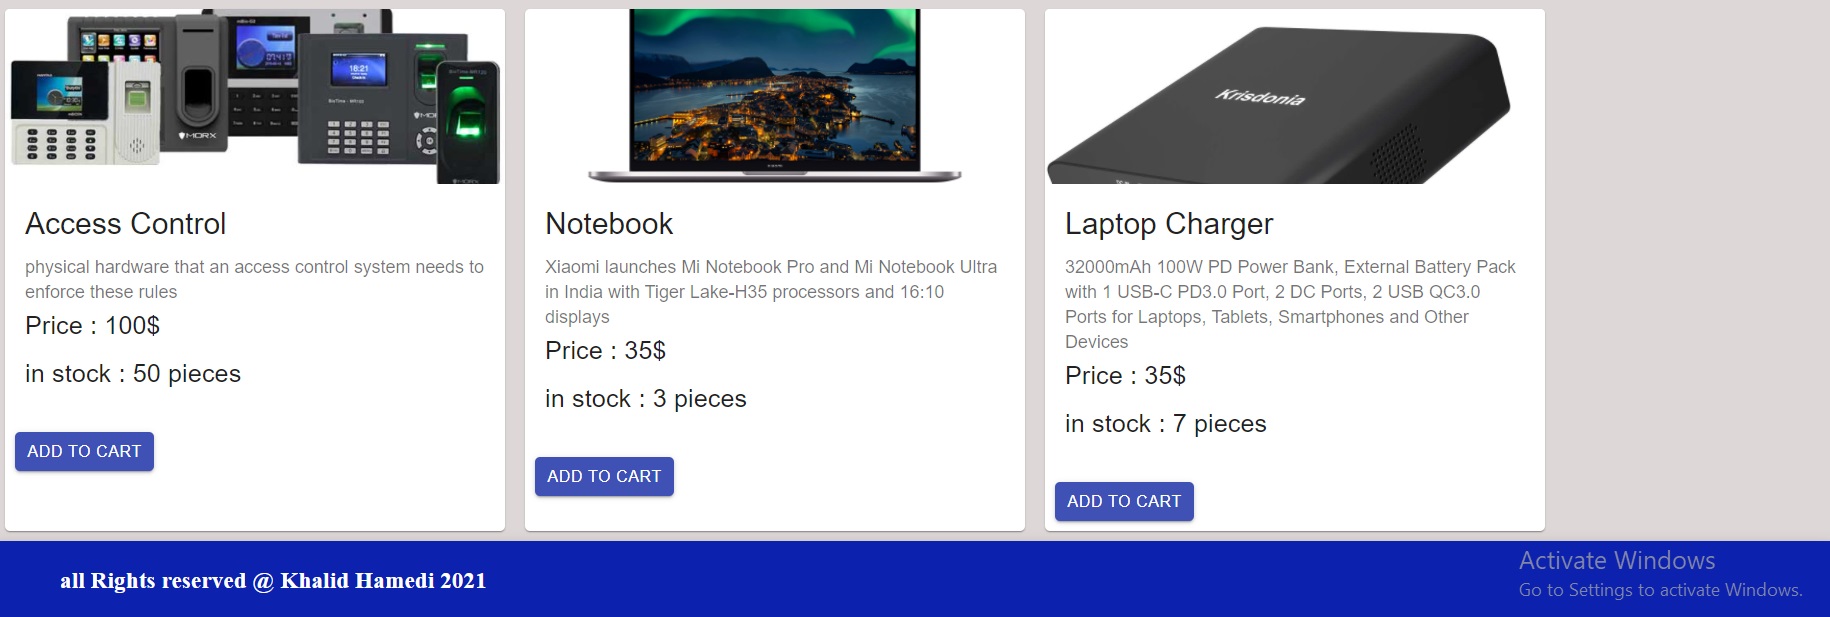 MORX
18:21
MORX
Krisdonia
Access Control
physical hardware that an access control system needs to
enforce these rules
Price : 100$
in stock : 50 pieces
ADD TO CART
Notebook
Xiaomi launches Mi Notebook Pro and Mi Notebook Ultra
in India with Tiger Lake-H35 processors and 16:10
displays
Price : 35$
in stock : 3 pieces
ADD TO CART
Laptop Charger
32000mAh 100W PD Power Bank, External Battery Pack
with 1 USB-C PD3.0 Port, 2 DC Ports, 2 USB QC3.0
Ports for Laptops, Tablets, Smartphones and Other
Devices
Price : 35$
in stock : 7 pieces
ADD TO CART
all Rights reserved @ Khalid Hamedi 2021
Activate Windows
Go to Settings to activate Windows.